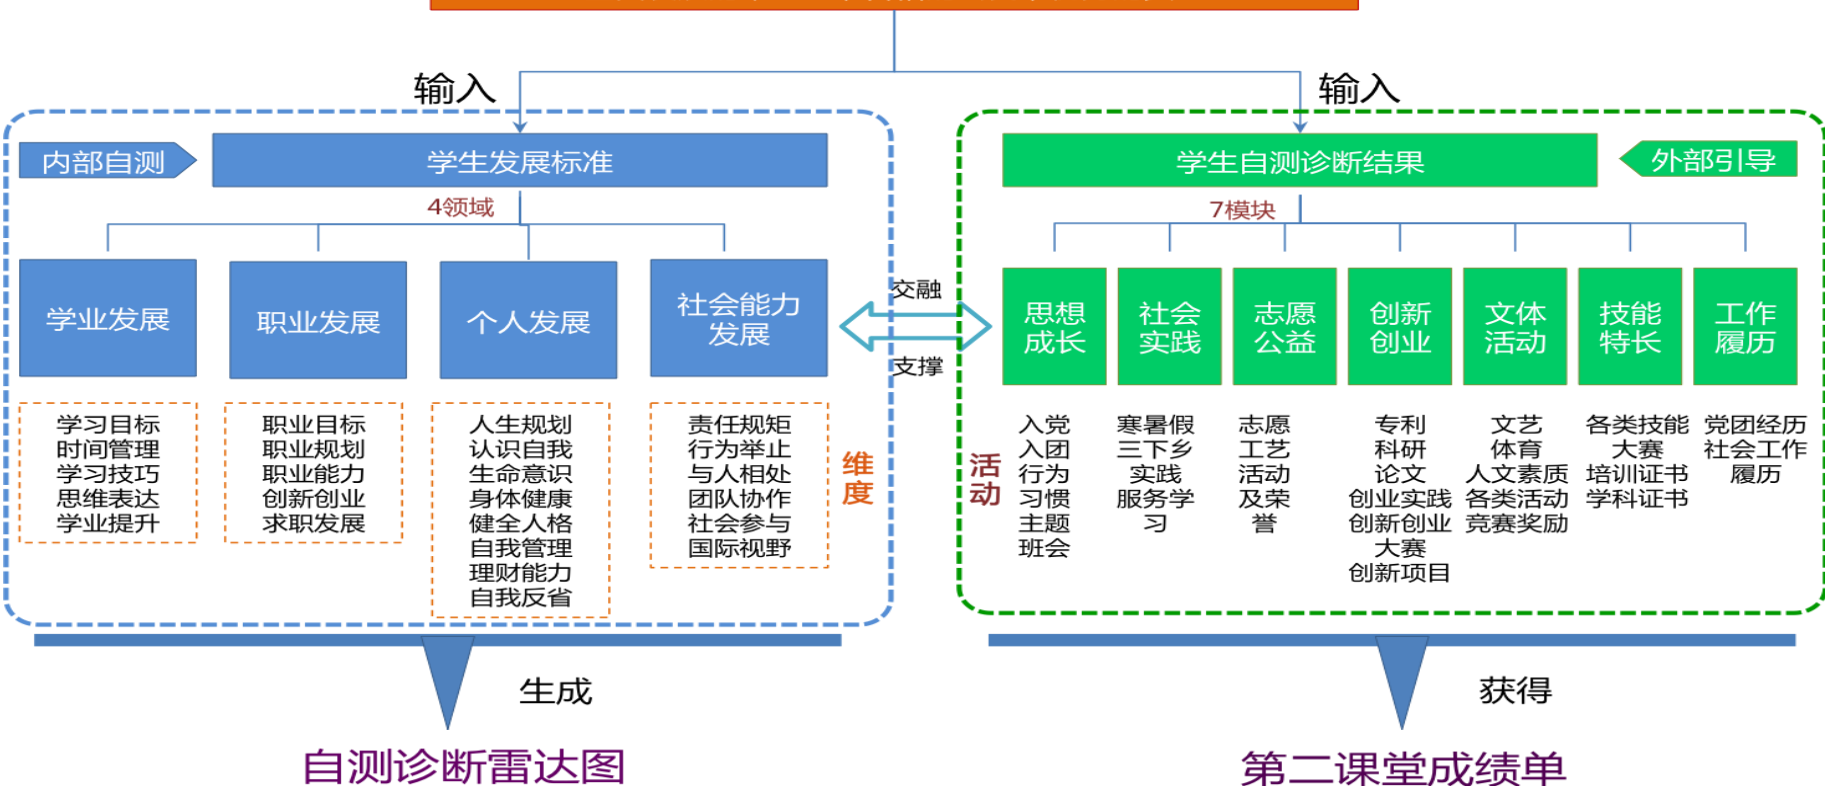 输入
输入
内部自测
学生发展标准
4领域
学业发展
职业发展
个人发展
社会能力
发展
学习目标
时间管理
学习技巧
思维表达
学业提升
职业目标
职业规划
职业能力
创新创业
求职发展
人生规划
认识自我
生命意识
身体健康
健全人格
自我管理
理财能力
自我反省
责任规矩
行为举止
与人相处
团队协作
社会参与
国际视野
维
度
交融
支撑
学生自测诊断结果
外部引导
7模块
思想
成长
社会
实践
志愿
公益
创新
创业
文体
活动
技能
特长
工作
履历
活
动
入党
入团
行为
习惯
主题
班会
寒暑假
三下乡
实践
服务学
习
志愿
工艺
活动
及荣
誉
专利
科研
论文
创业实践
创新创业
大赛
创新项目
文艺
体育
人文素质
各类活动
竞赛奖励
各类技能
大赛
培训证书
学科证书
党团经历
社会工作
履历
生成
获得
自测诊断雷达图
第二课堂成绩单